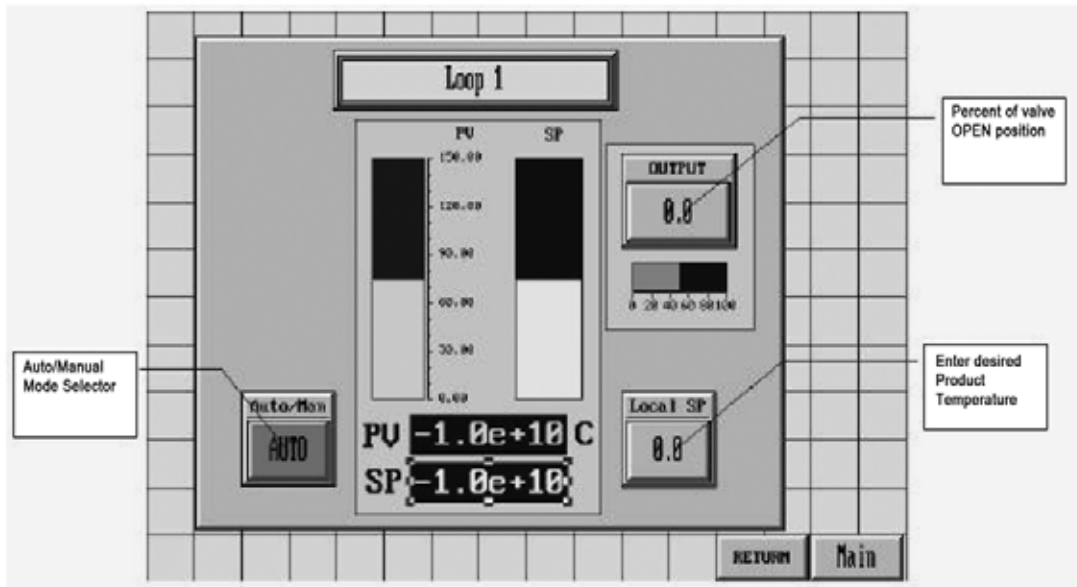 Loop 1
PV
SP
150.00
120.00
90.00
60.00
30.00
0.00
OUTPUT
0.0
0 20 40 60 80 100
Percent of valve
OPEN position
Auto/Manual
Mode Selector
Auto/Man
AUTO
PV -1.0e+10 C
SP -1.0e+10
Local SP
0.0
Enter desired
Product
Temperature
RETURN
Main